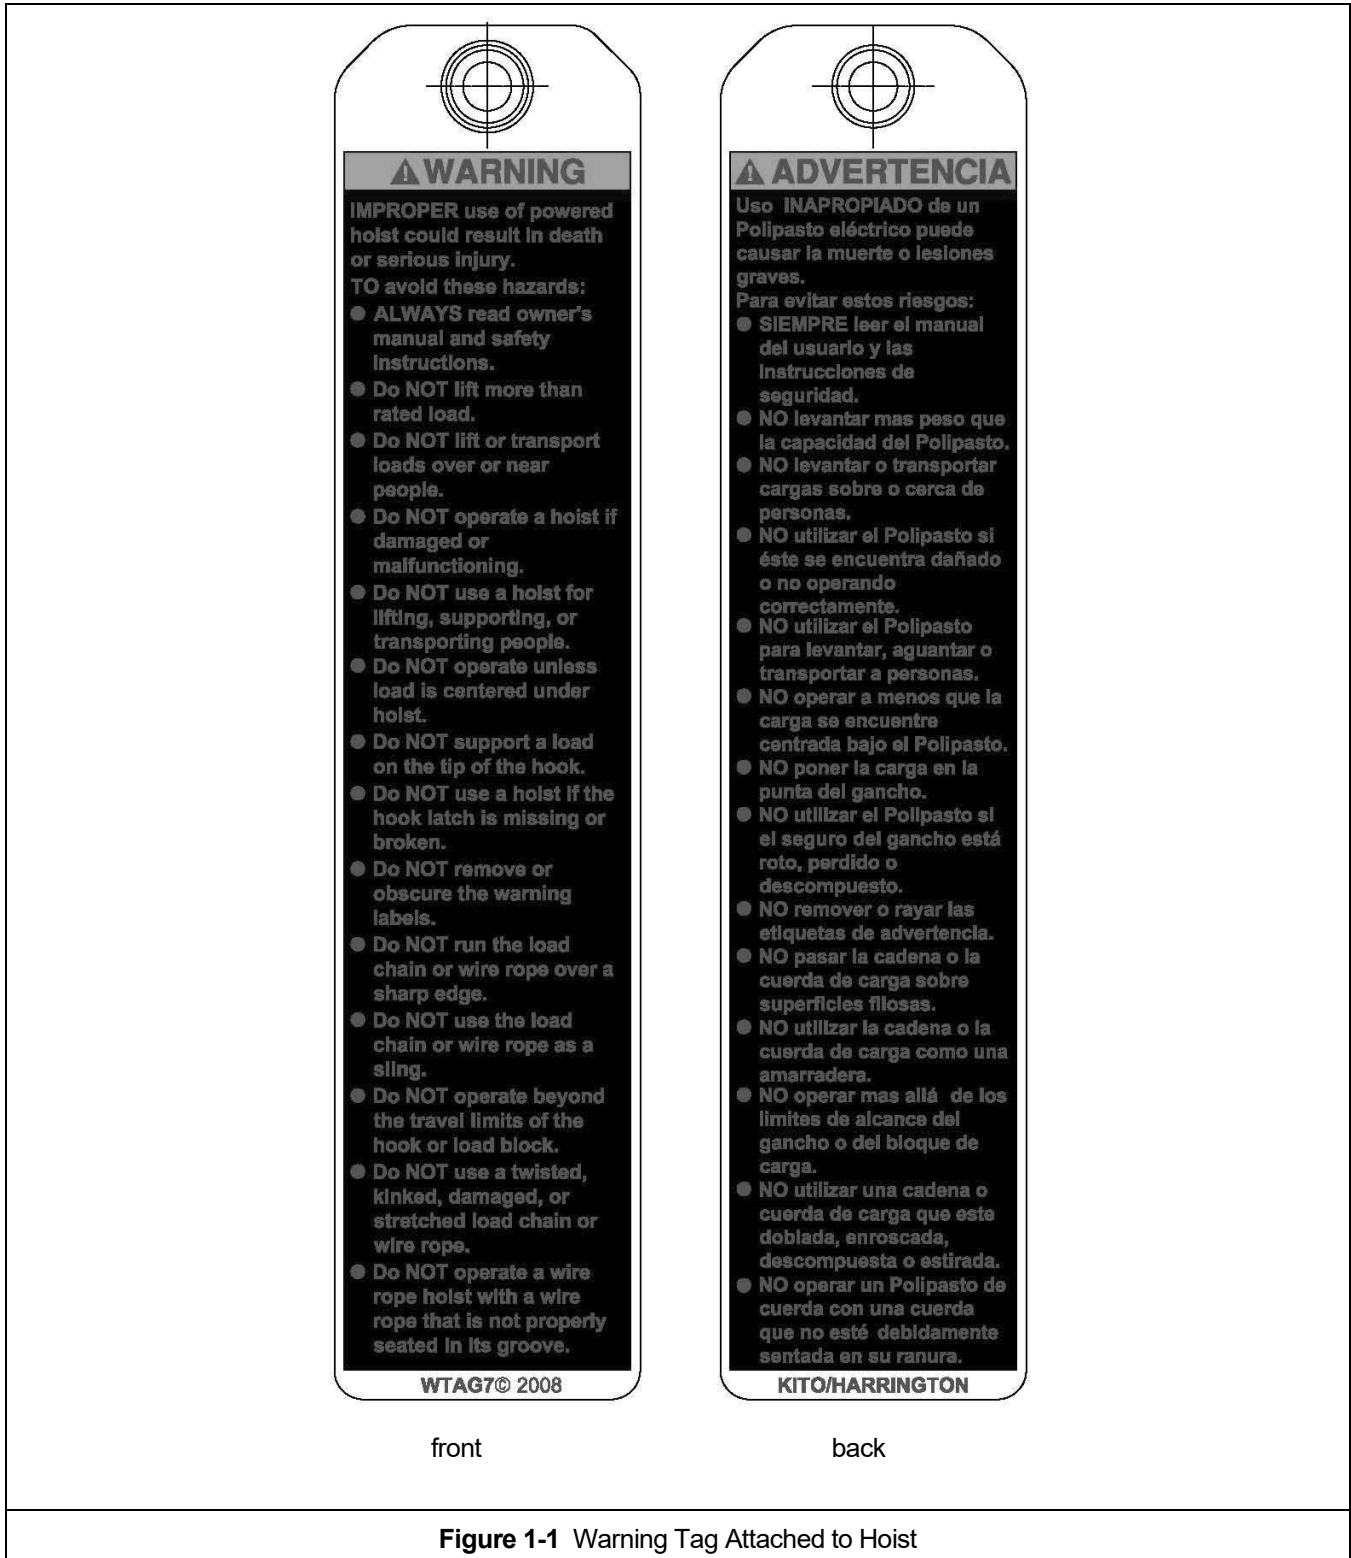 ⚠ WARNING
IMPROPER use of powered
hoist could result in death
or serious injury.
TO avoid these hazards:
● ALWAYS read owner's
manual and safety
instructions.
● Do NOT lift more than
rated load.
● Do NOT lift or transport
loads over or near
people.
● Do NOT operate a hoist if
damaged or
malfunctioning.
● Do NOT use a hoist for
lifting, supporting, or
transporting people.
● Do NOT operate unless
load is centered under
hoist.
● Do NOT support a load
on the tip of the hook.
● Do NOT use a hoist if the
hook latch is missing or
broken.
● Do NOT remove or
obscure the warning
labels.
● Do NOT run the load
chain or wire rope over a
sharp edge.
● Do NOT use the load
chain or wire rope as a
sling.
● Do NOT operate beyond
the travel limits of the
hook or load block.
● Do NOT use a twisted,
kinked, damaged, or
stretched load chain or
wire rope.
● Do NOT operate a wire
rope hoist with a wire
rope that is not properly
seated in its groove.
WTAG7© 2008
front
⚠ ADVERTENCIA
Uso INAPROPIADO de un
Polipasto eléctrico puede
causar la muerte o lesiones
graves.
Para evitar estos riesgos:
● SIEMPRE leer el manual
del usuario y las
instrucciones de
seguridad.
● NO levantar mas peso que
la capacidad del Polipasto.
● NO levantar o transportar
cargas sobre o cerca de
personas.
● NO utilizar el Polipasto si
éste se encuentra dañado
o no operando
correctamente.
● NO utilizar el Polipasto
para levantar, aguantar o
transportar a personas.
● NO operar a menos que la
carga se encuentre
centrada bajo el Polipasto.
● NO poner la carga en la
punta del gancho.
● NO utilizar el Polipasto si
el seguro del gancho está
roto, perdido o
descompuesto.
● NO remover o rayar las
etiquetas de advertencia.
● NO pasar la cadena o la
cuerda de carga sobre
superficies filosas.
● NO utilizar la cadena o la
cuerda de carga como una
amarradera.
● NO operar mas allá de los
limites de alcance del
gancho o del bloque de
carga.
● NO utilizar una cadena o
cuerda de carga que este
doblada, enroscada,
descompuesta o estirada.
● NO operar un Polipasto de
cuerda con una cuerda
que no esté debidamente
sentada en su ranura.
KITO/HARRINGTON
back
Figure 1-1 Warning Tag Attached to Hoist